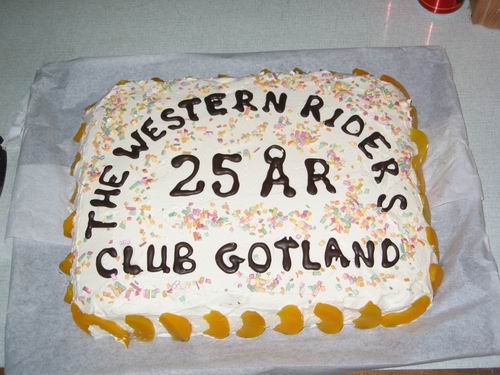 THE WESTERN RIDERS
25 ÅR
CLUB GOTLAND